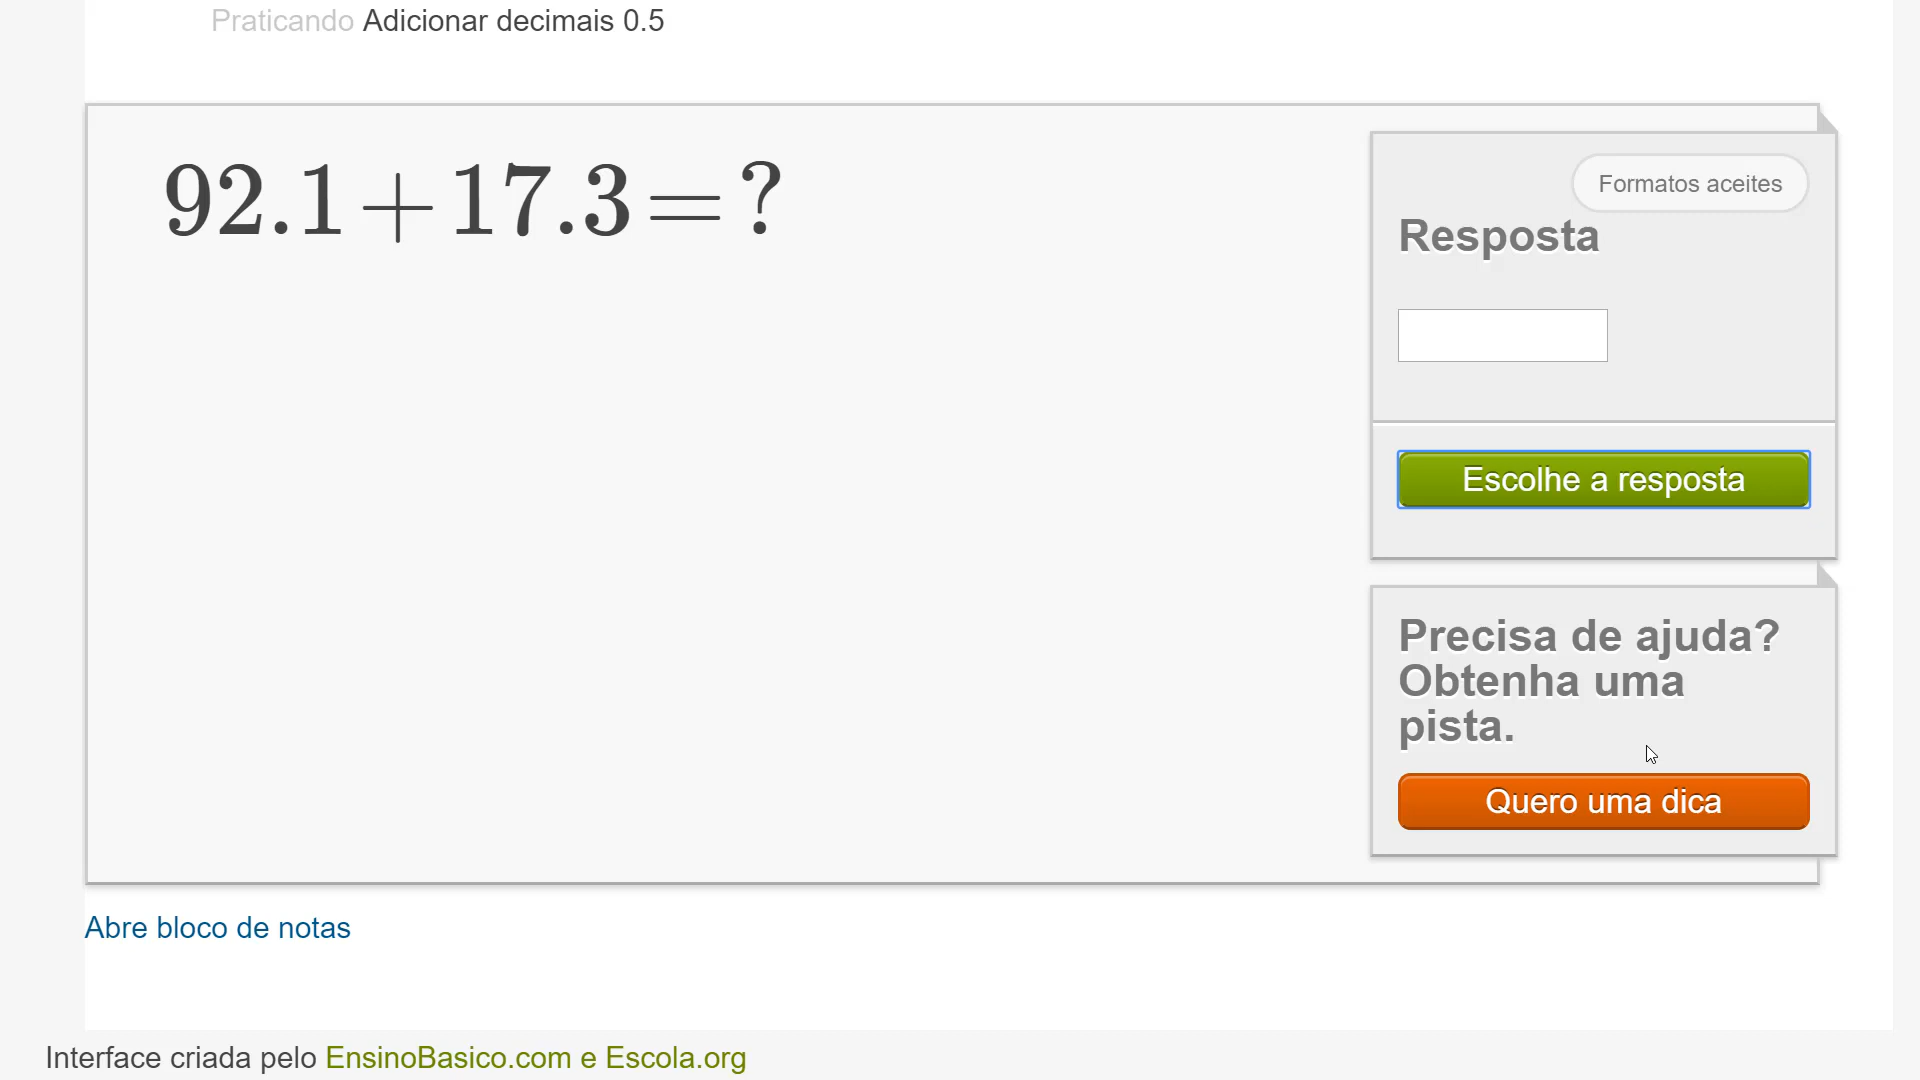 Praticando Adicionar decimais 0.5
92.1+17.3=?
Formatos aceites
Resposta
Escolhe a resposta
Precisa de ajuda?
Obtenha uma
pista.
Quero uma dica
Abre bloco de notas
Interface criada pelo EnsinoBasico.com e Escola.org